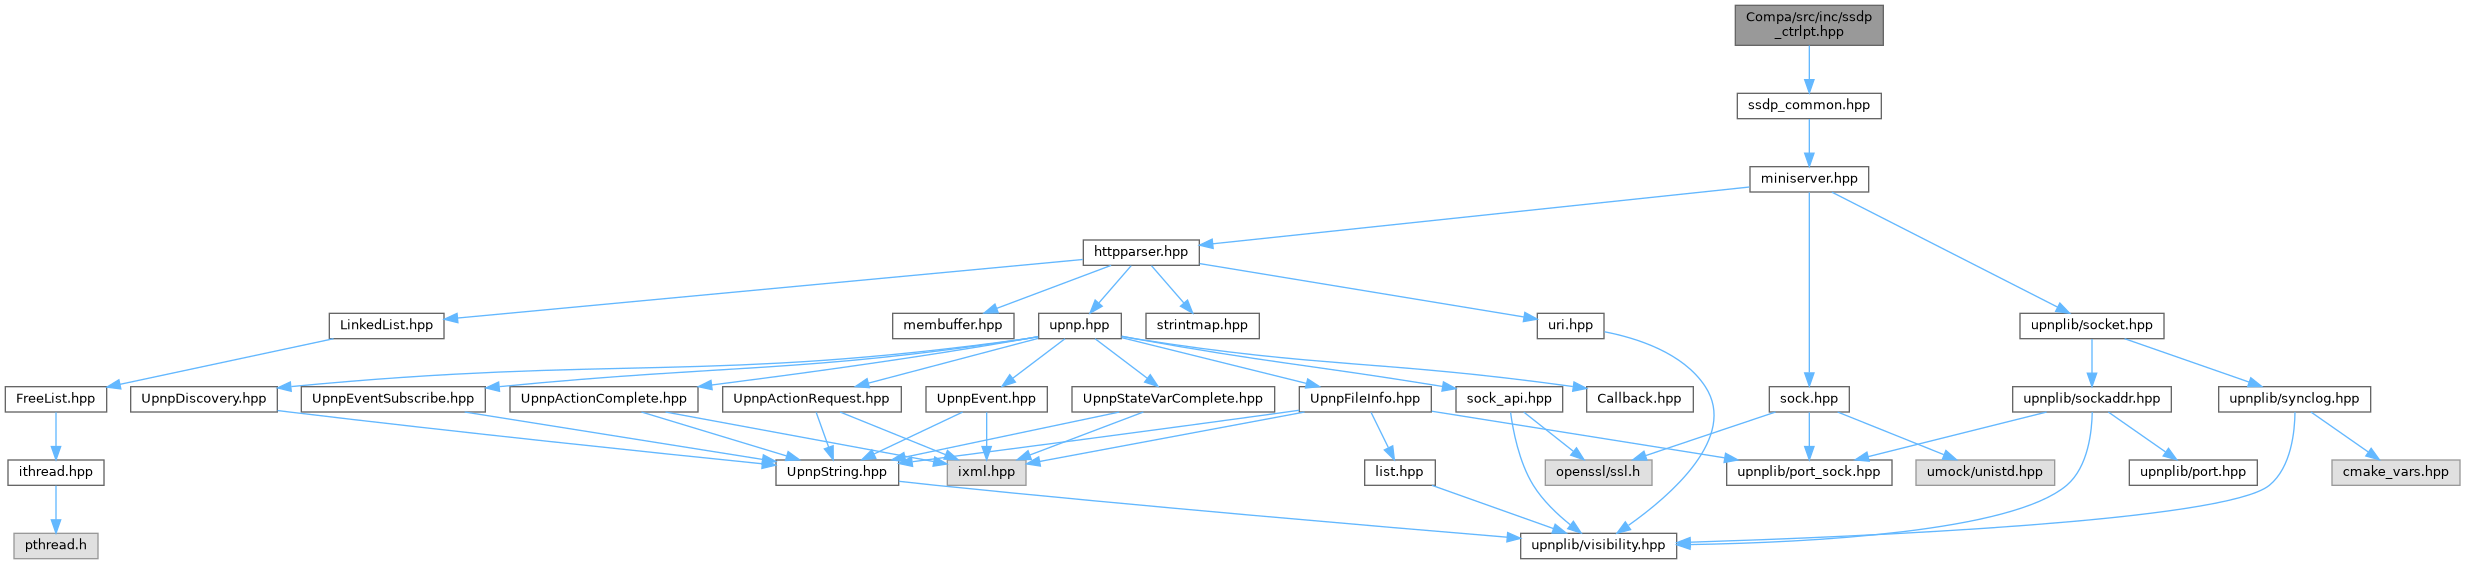 Compa/src/inc/ssdp
_ctrlpt.hpp
ssdp_common.hpp
miniserver.hpp
httpparser.hpp
LinkedList.hpp
membuffer.hpp
upnp.hpp
strintmap.hpp
uri.hpp
upnplib/socket.hpp
FreeList.hpp
UpnpDiscovery.hpp
UpnpEventSubscribe.hpp
UpnpActionComplete.hpp
UpnpActionRequest.hpp
UpnpEvent.hpp
UpnpStateVarComplete.hpp
UpnpFileInfo.hpp
sock_api.hpp
Callback.hpp
sock.hpp
upnplib/sockaddr.hpp
upnplib/synclog.hpp
ithread.hpp
UpnpString.hpp
ixml.hpp
list.hpp
openssl/ssl.h
upnplib/port_sock.hpp
umock/unistd.hpp
upnplib/port.hpp
cmake_vars.hpp
pthread.h
upnplib/visibility.hpp